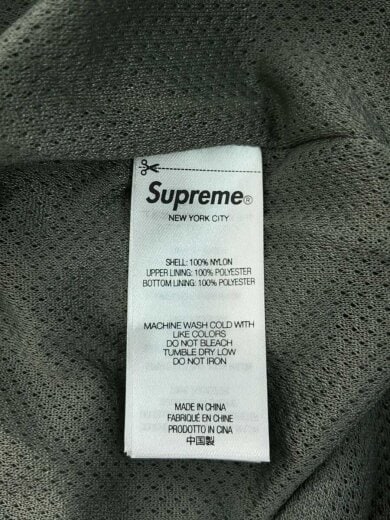 Supreme®
NEW YORK CITY
SHELL: 100% NYLON
UPPER LINING: 100% POLYESTER
BOTTOM LINING: 100% POLYESTER
MACHINE WASH COLD WITH
LIKE COLORS
DO NOT BLEACH
TUMBLE DRY LOW
DO NOT IRON
MADE IN CHINA
FABRIQUÉ EN CHINE
PRODOTTO IN CINA
中国製